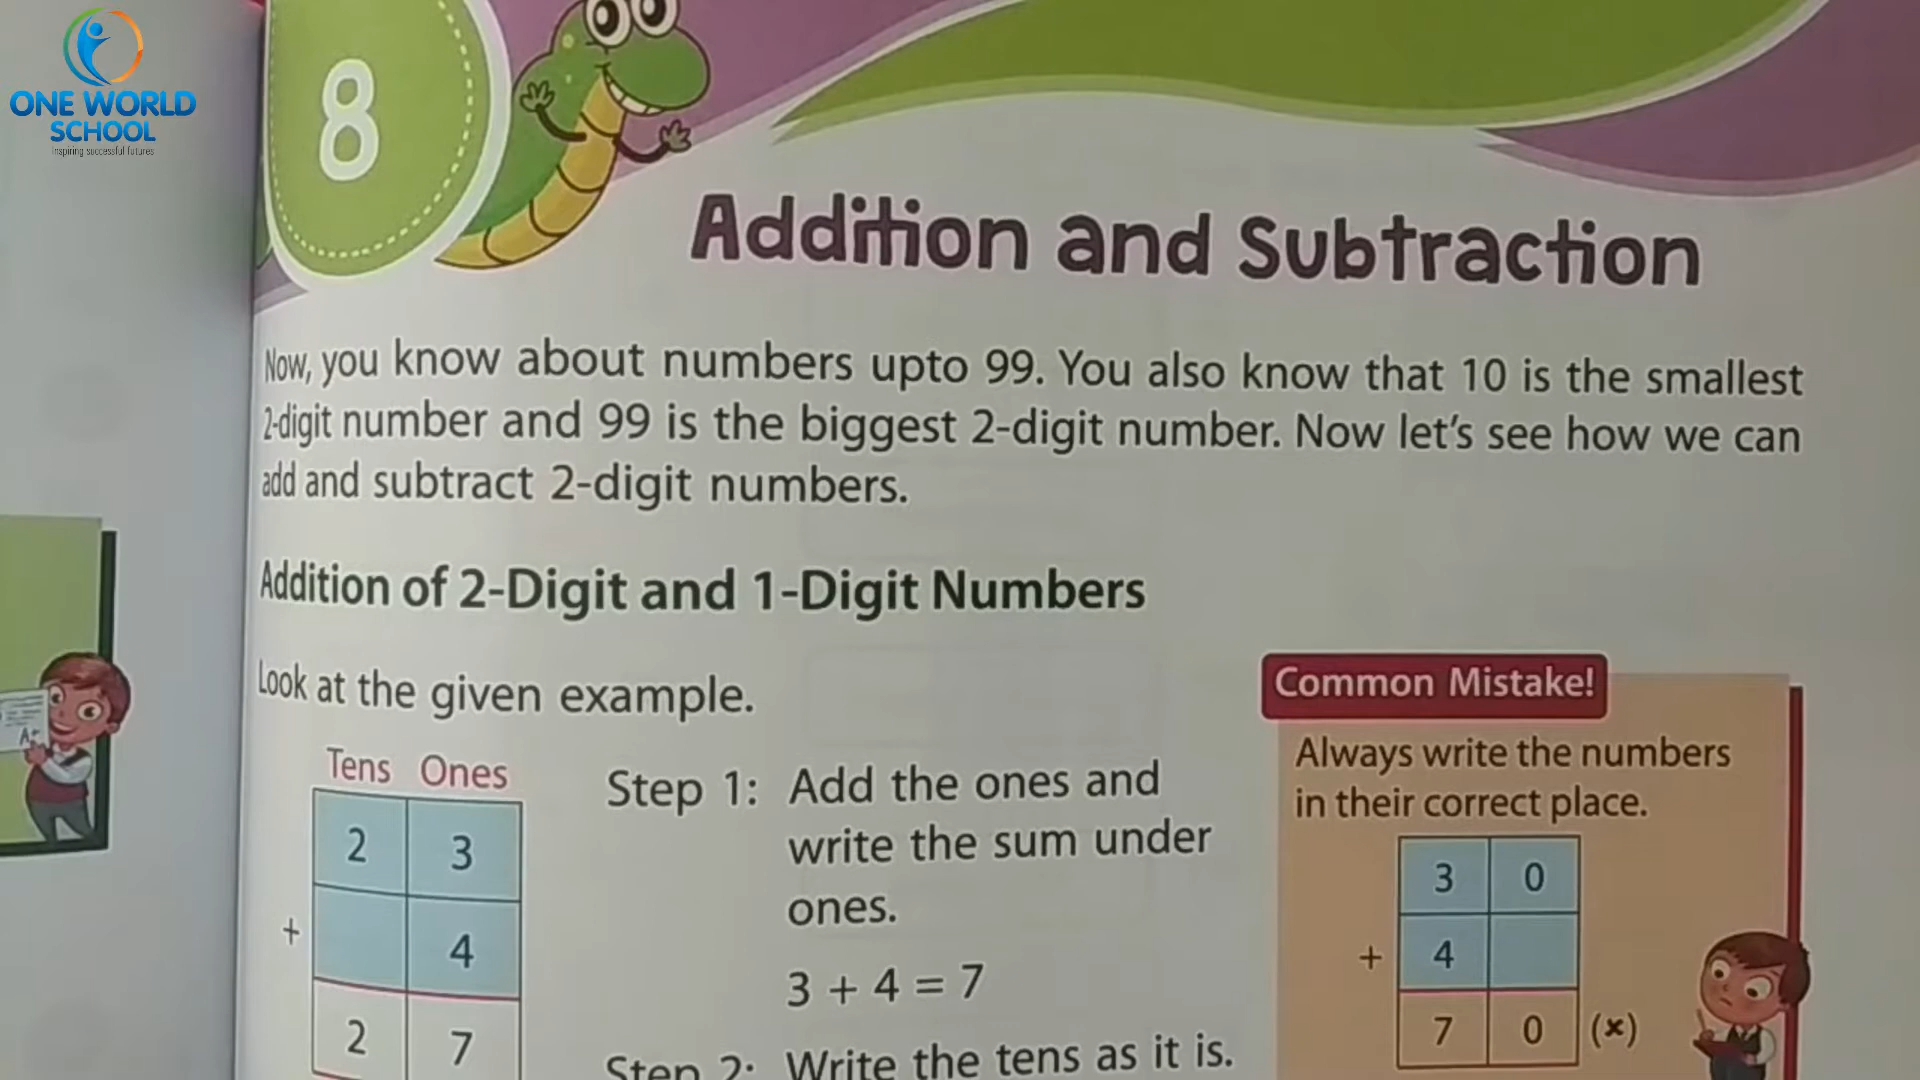 ONE WORLD
SCHOOL
Inspiring successful futures
8
Addition and Subtraction
Now, you know about numbers upto 99. You also know that 10 is the smallest
2-digit number and 99 is the biggest 2-digit number. Now let's see how we can
add and subtract 2-digit numbers.
Addition of 2-Digit and 1-Digit Numbers
Look at the given example.
Tens Ones
2 3
+ 4
2 7
Step 1: Add the ones and
write the sum under
ones.
3 + 4 = 7
Step 2: Write the tens as it is.
Common Mistake!
Always write the numbers
in their correct place.
3 0
+ 4
7 0 (×)
A+